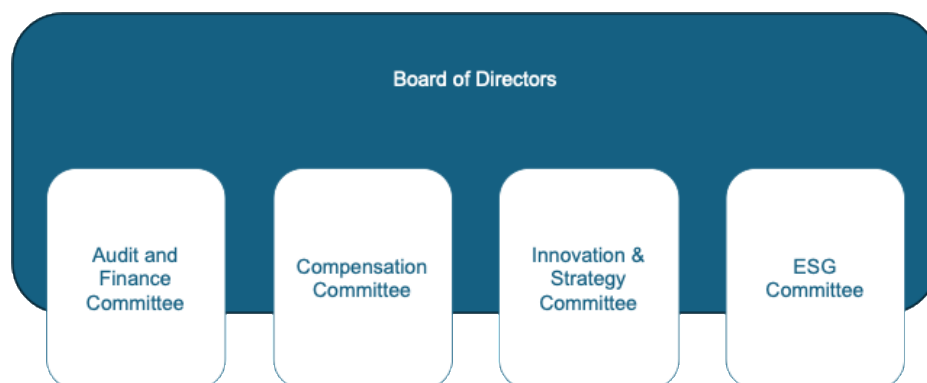 Board of Directors
Audit and
Finance
Committee
Compensation
Committee
Innovation &
Strategy
Committee
ESG
Committee